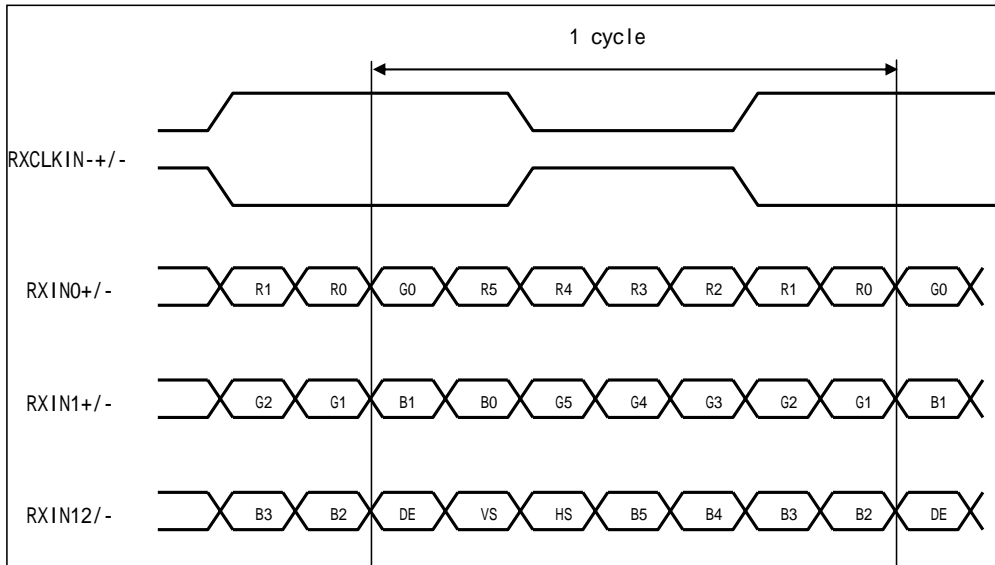 1 cycle
RXCLKIN-+/-
RXIN0+/- R1 R0 G0 R5 R4 R3 R2 R1 R0 G0
RXIN1+/- G2 G1 B1 B0 G5 G4 G3 G2 G1 B1
RXIN12/- B3 B2 DE VS HS B5 B4 B3 B2 DE